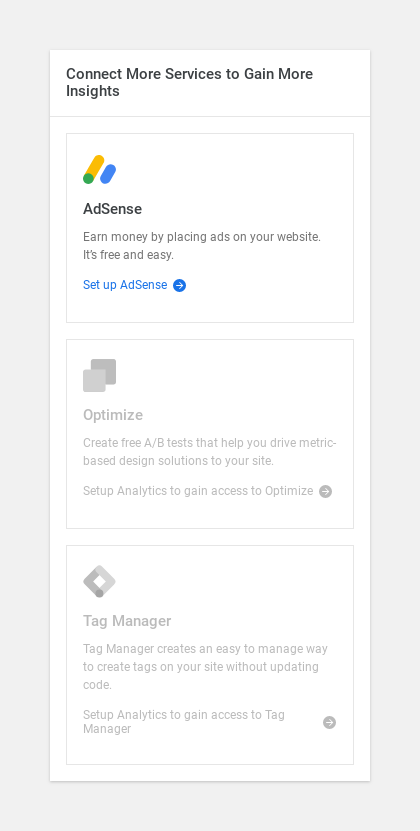 Connect More Services to Gain More
Insights
AdSense
Earn money by placing ads on your website.
It's free and easy.
Set up AdSense
Optimize
Create free A/B tests that help you drive metric-
based design solutions to your site.
Setup Analytics to gain access to Optimize
Tag Manager
Tag Manager creates an easy to manage way
to create tags on your site without updating
code.
Setup Analytics to gain access to Tag
Manager